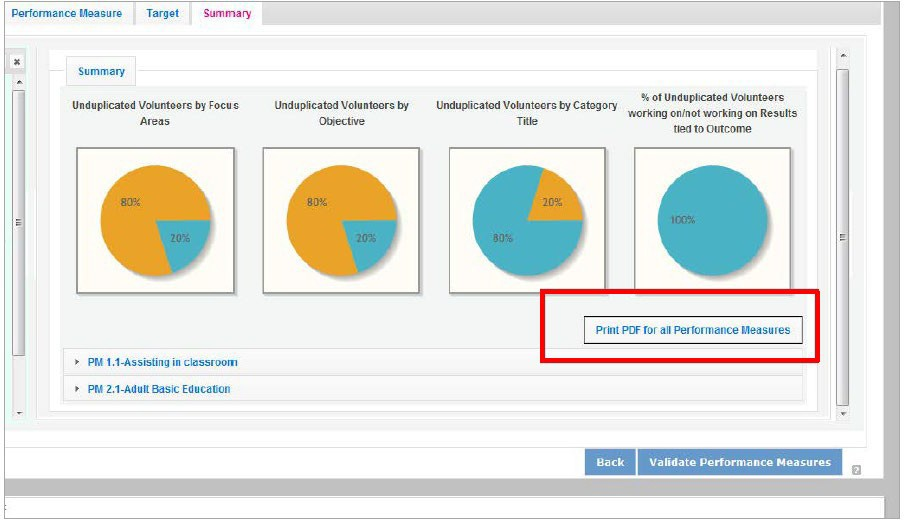 Performance Measure Target Summary
Summary
Unduplicated Volunteers by Focus
Areas
Unduplicated Volunteers by
Objective
Unduplicated Volunteers by Category
Title
% of Unduplicated Volunteers
working on/not working on Results
tied to Outcome
80%
20%
80%
20%
20%
80%
100%
Print PDF for all Performance Measures
PM 1.1-Assisting in classroom
PM 2.1-Adult Basic Education
Back Validate Performance Measures
?